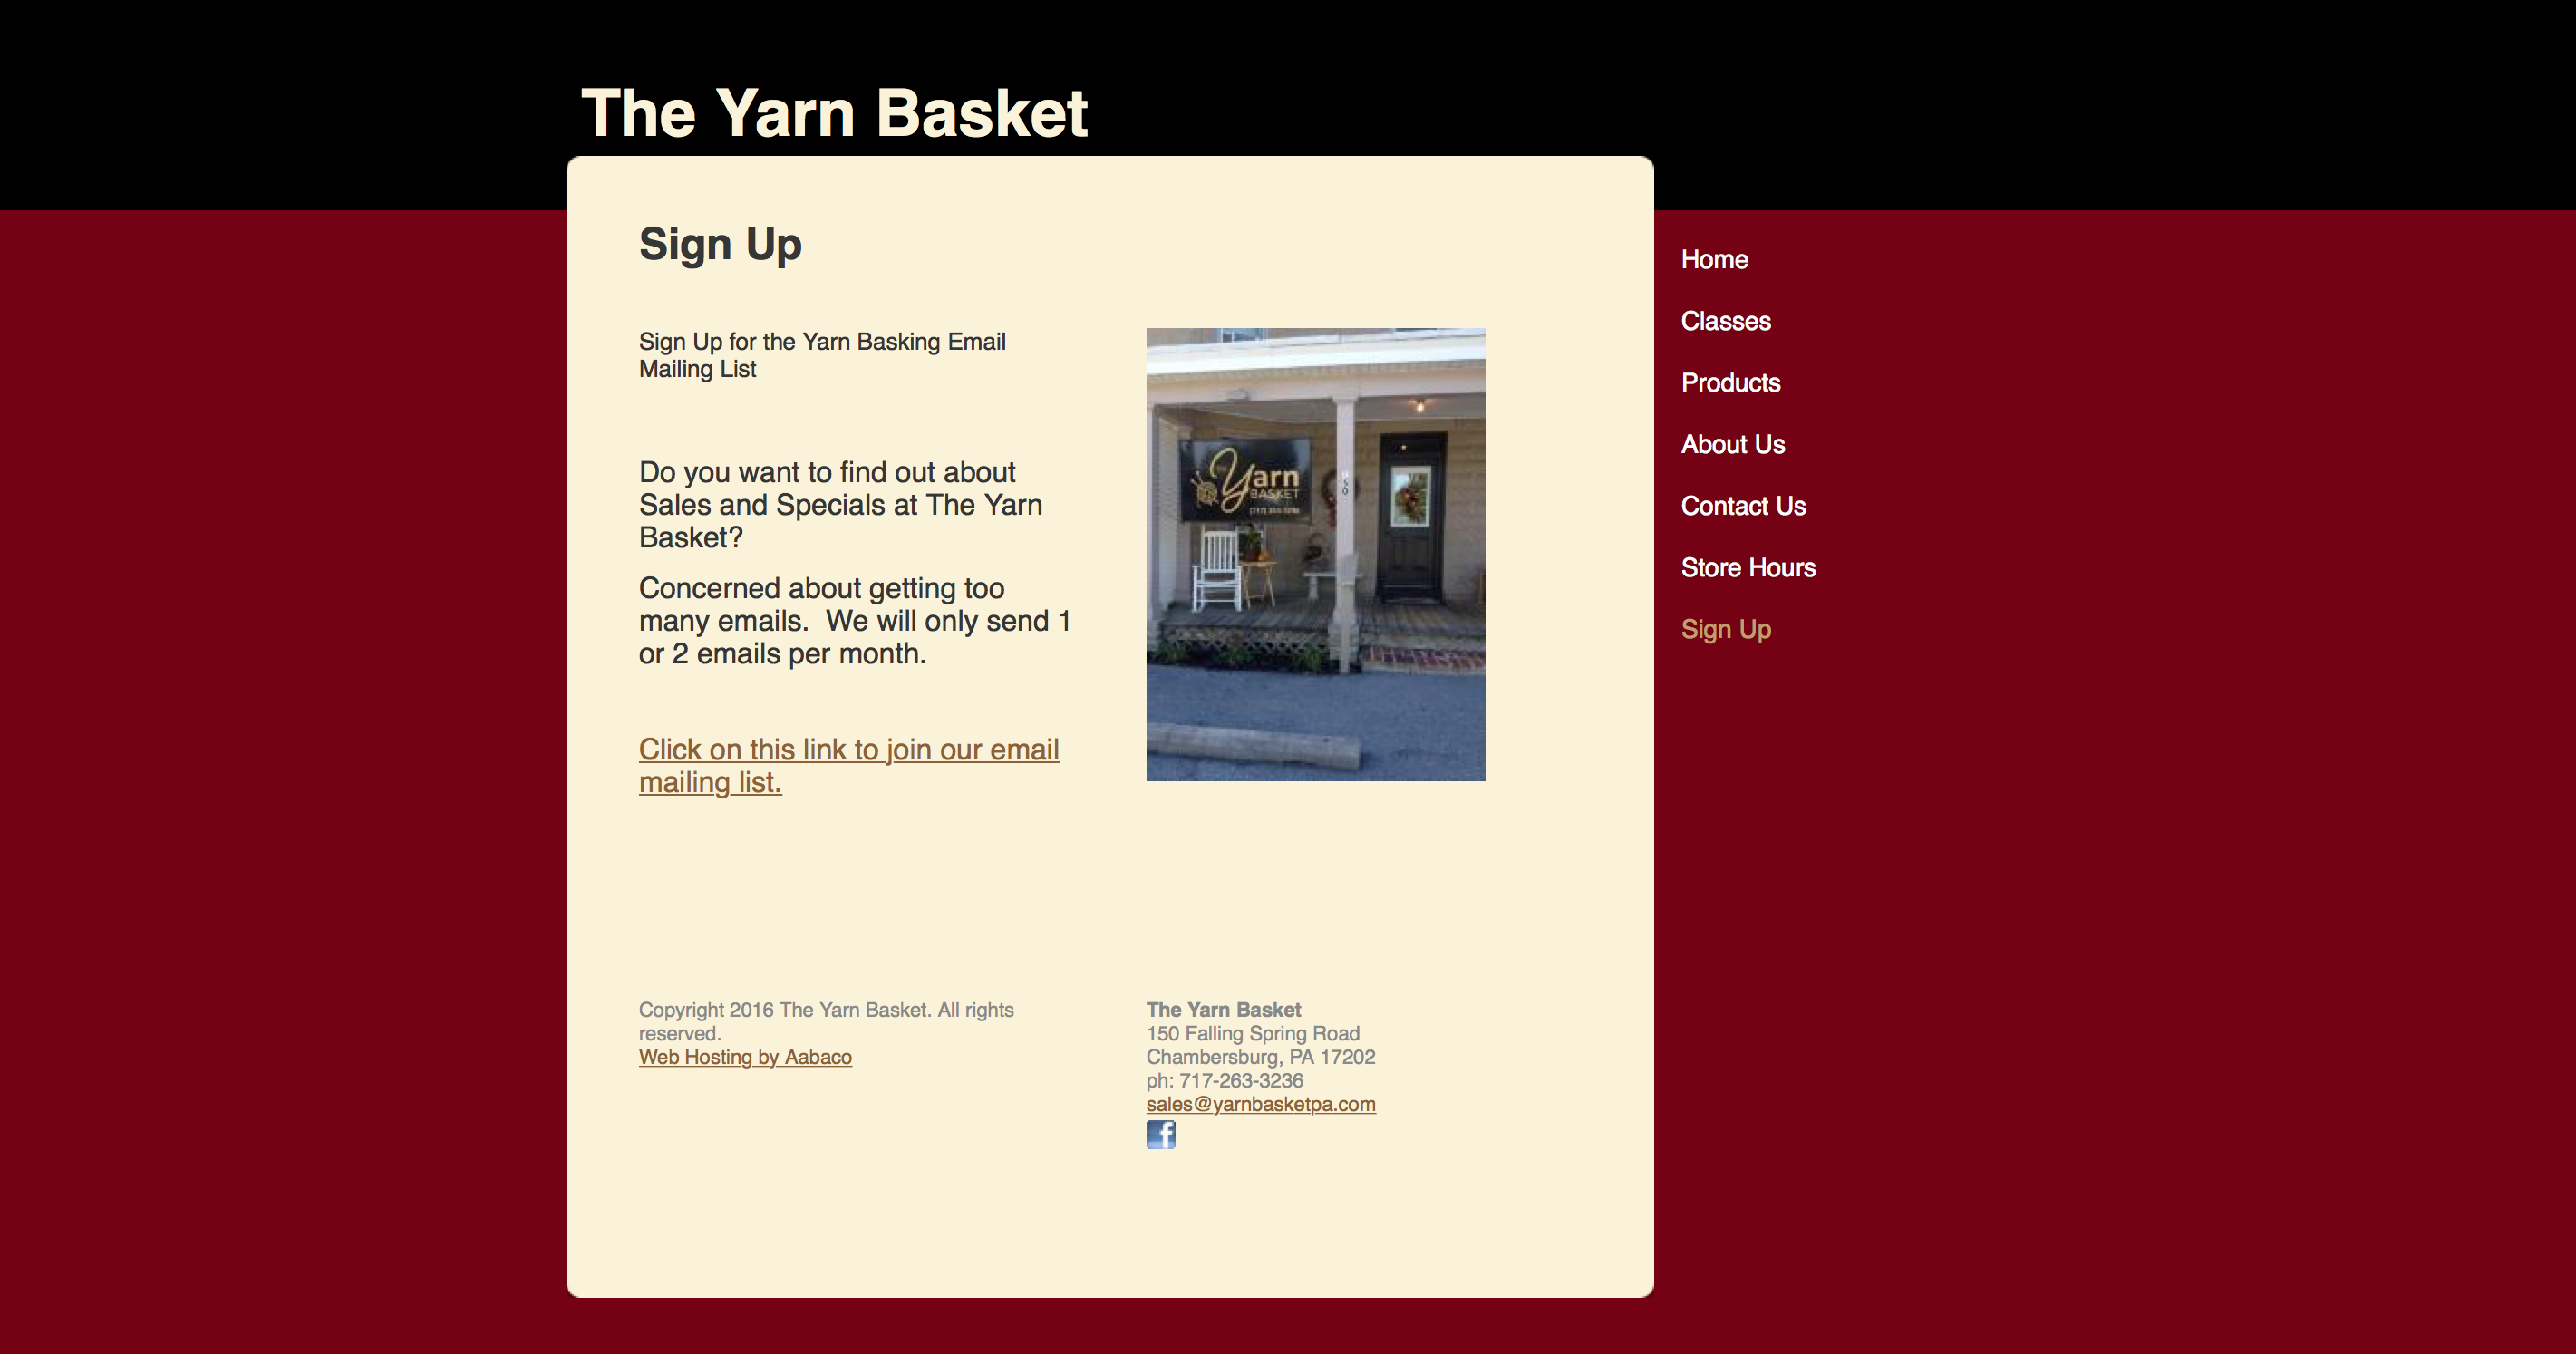 The Yarn Basket
Sign Up
Sign Up for the Yarn Basking Email
Mailing List
Do you want to find out about
Sales and Specials at The Yarn
Basket?
Concerned about getting too
many emails.  We will only send 1
or 2 emails per month.
Click on this link to join our email
mailing list.
Yarn
BASKET
Home
Classes
Products
About Us
Contact Us
Store Hours
Sign Up
Copyright 2016 The Yarn Basket. All rights
reserved.
Web Hosting by Aabaco
The Yarn Basket
150 Falling Spring Road
Chambersburg, PA 17202
ph: 717-263-3236
sales@yarnbasketpa.com
f